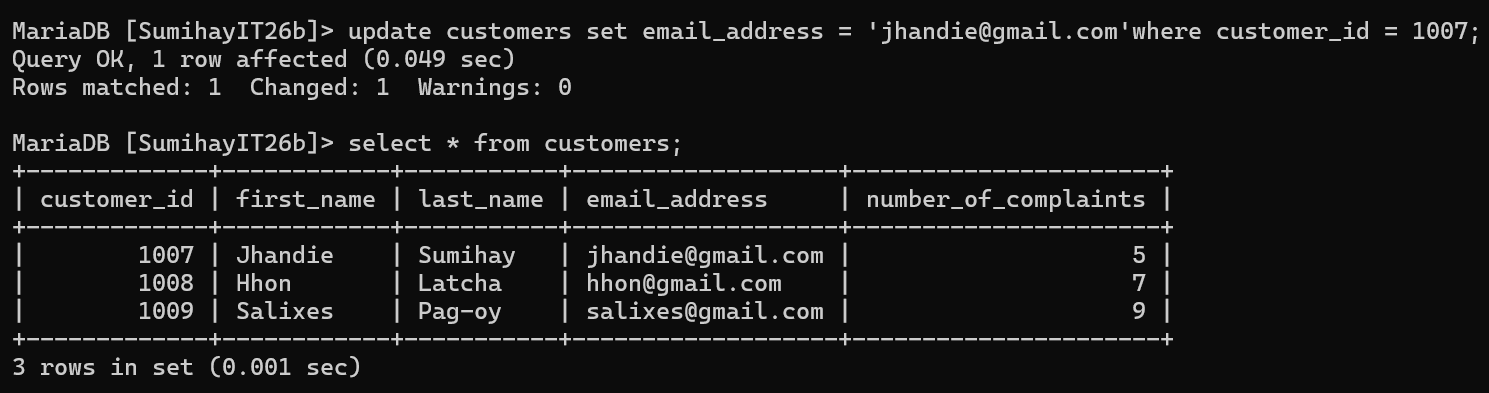 MariaDB [SumihayIT26b]> update customers set email_address = 'jhandie@gmail.com'where customer_id = 1007;
Query OK, 1 row affected (0.049 sec)
Rows matched: 1  Changed: 1  Warnings: 0

MariaDB [SumihayIT26b]> select * from customers;
+-------------+------------+-----------+-------------------+----------------------+
| customer_id | first_name | last_name | email_address     | number_of_complaints |
+-------------+------------+-----------+-------------------+----------------------+
|        1007 | Jhandie    | Sumihay   | jhandie@gmail.com |                    5 |
|        1008 | Hhon       | Latcha    | hhon@gmail.com    |                    7 |
|        1009 | Salixes    | Pag-oy    | salixes@gmail.com |                    9 |
+-------------+------------+-----------+-------------------+----------------------+
3 rows in set (0.001 sec)